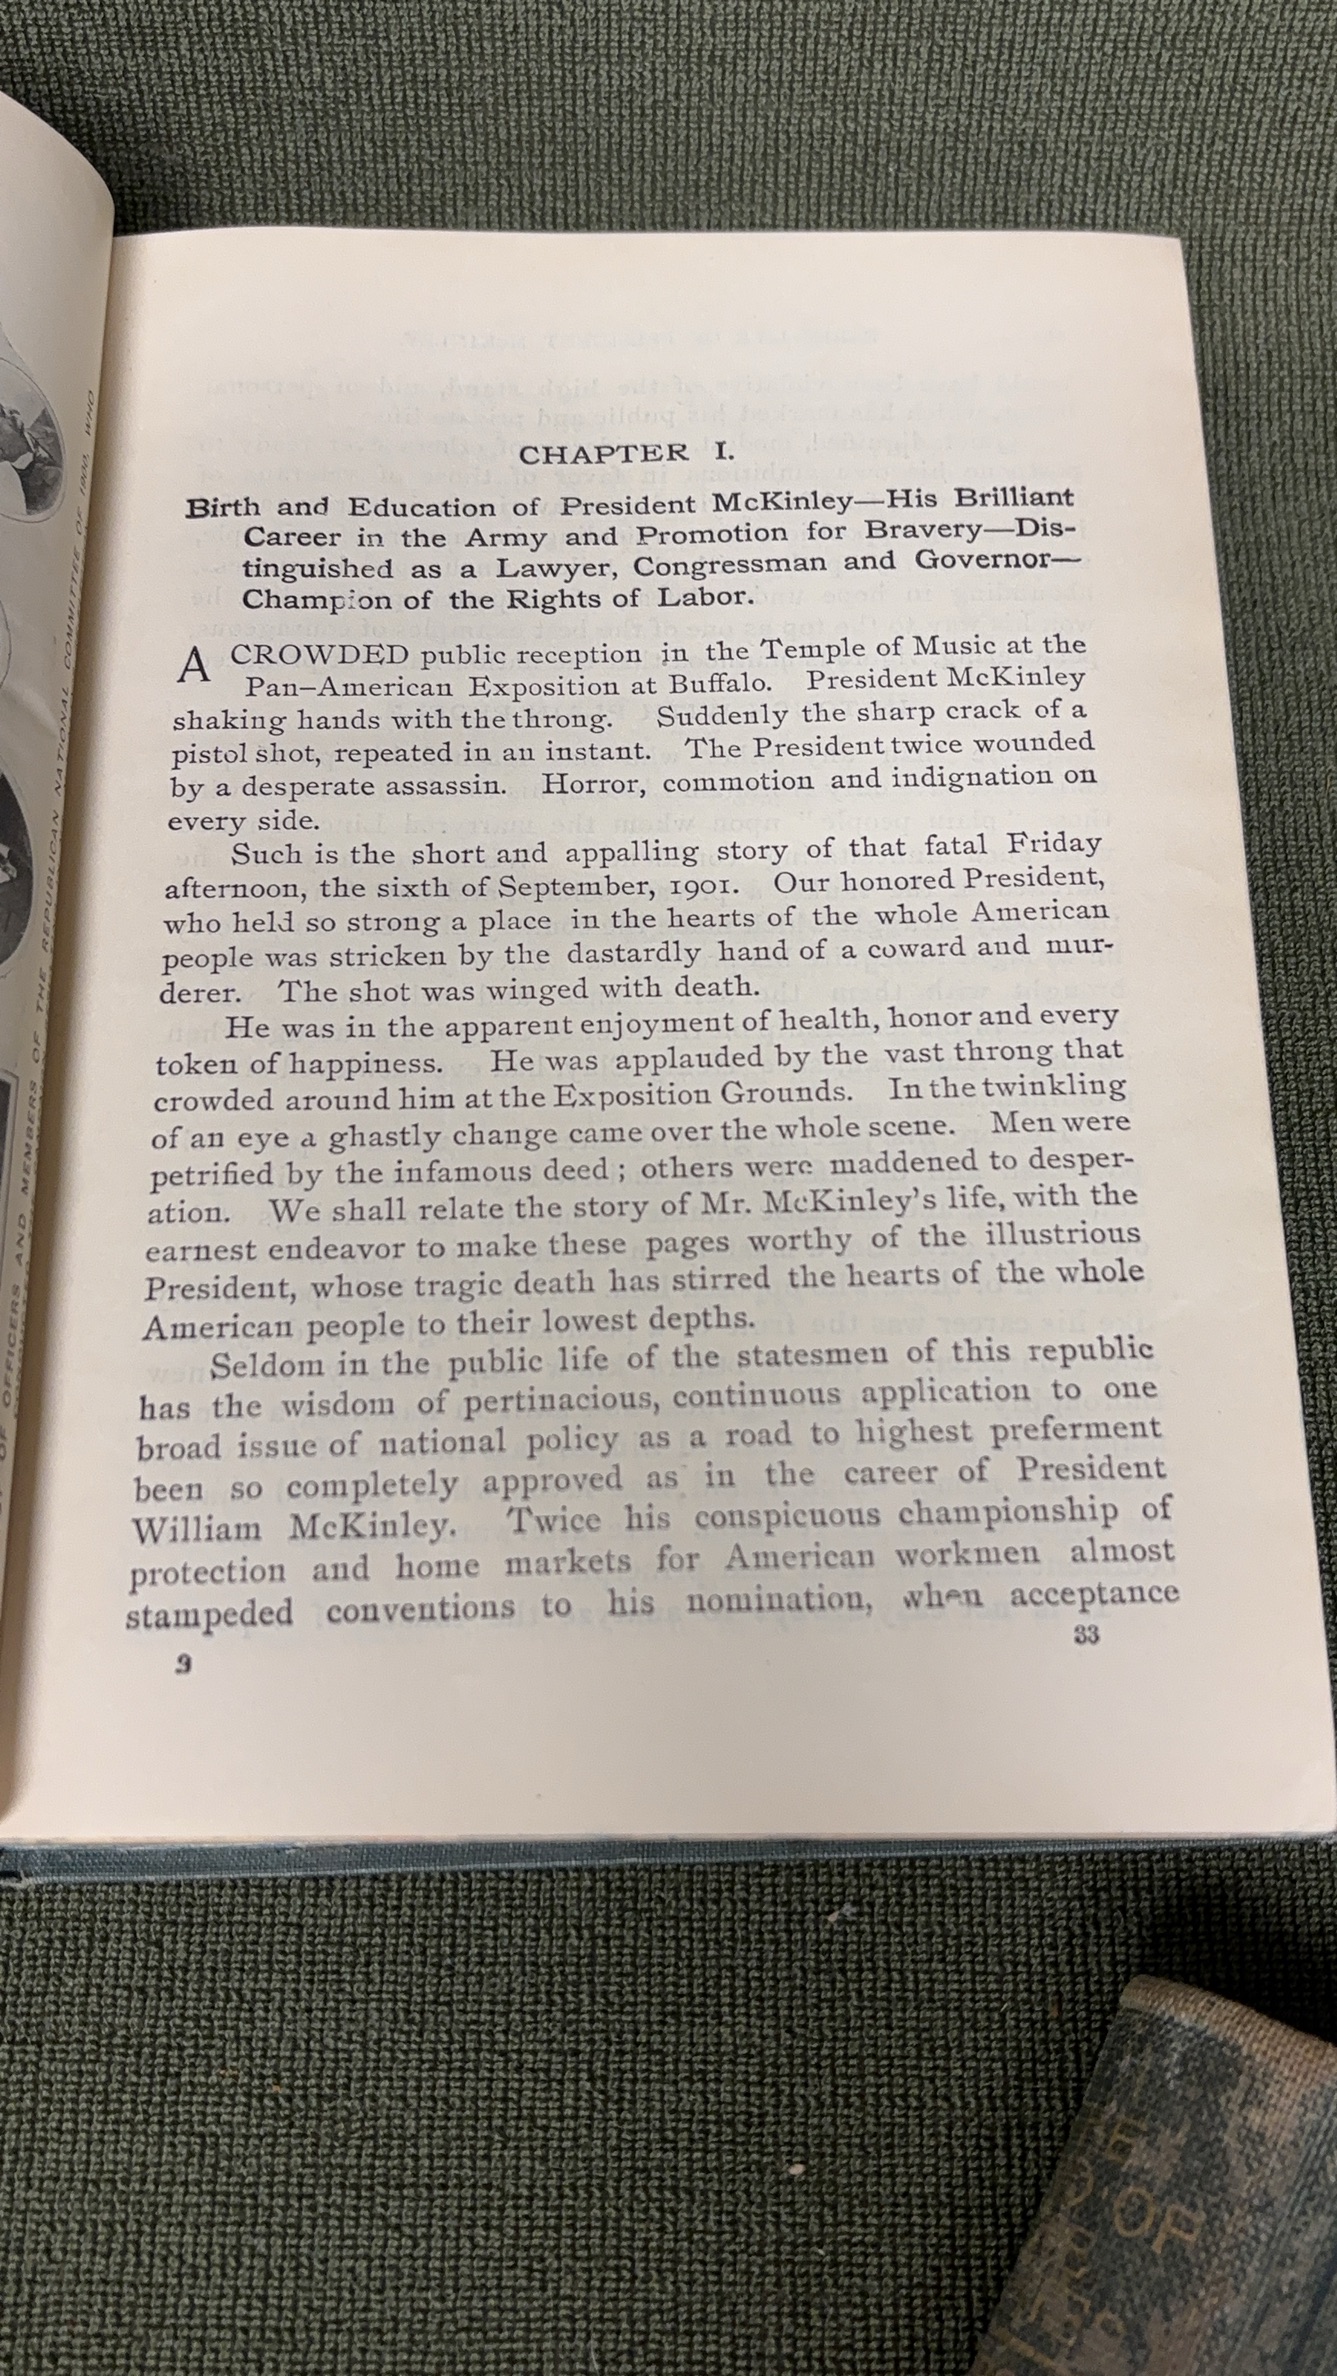 CHAPTER I.
Birth and Education of President McKinley—His Brilliant
Career in the Army and Promotion for Bravery—Dis-
tinguished as a Lawyer, Congressman and Governor—
Champion of the Rights of Labor.
A CROWDED public reception in the Temple of Music at the
Pan-American Exposition at Buffalo. President McKinley
shaking hands with the throng. Suddenly the sharp crack of a
pistol shot, repeated in an instant. The President twice wounded
by a desperate assassin. Horror, commotion and indignation on
every side.
Such is the short and appalling story of that fatal Friday
afternoon, the sixth of September, 1901. Our honored President,
who held so strong a place in the hearts of the whole American
people was stricken by the dastardly hand of a coward and mur-
derer. The shot was winged with death.
He was in the apparent enjoyment of health, honor and every
token of happiness. He was applauded by the vast throng that
crowded around him at the Exposition Grounds. In the twinkling
of an eye a ghastly change came over the whole scene. Men were
petrified by the infamous deed; others were maddened to desper-
ation. We shall relate the story of Mr. McKinley's life, with the
earnest endeavor to make these pages worthy of the illustrious
President, whose tragic death has stirred the hearts of the whole
American people to their lowest depths.
Seldom in the public life of the statesmen of this republic
has the wisdom of pertinacious, continuous application to one
broad issue of national policy as a road to highest preferment
been so completely approved as in the career of President
William McKinley. Twice his conspicuous championship of
protection and home markets for American workmen almost
stampeded conventions to his nomination, when acceptance
33
OF OFFICERS AND MEMBERS OF THE REPUBLICAN NATIONAL COMMITTEE OF 1900, WHO
OF